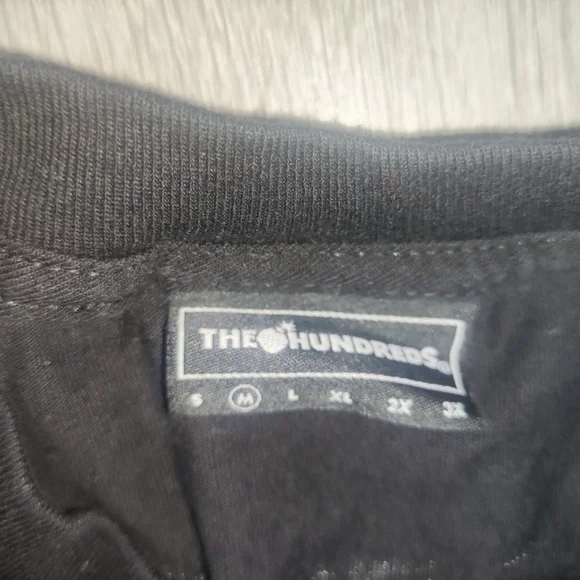 THE HUNDREDS
S M L XL 2X 3X